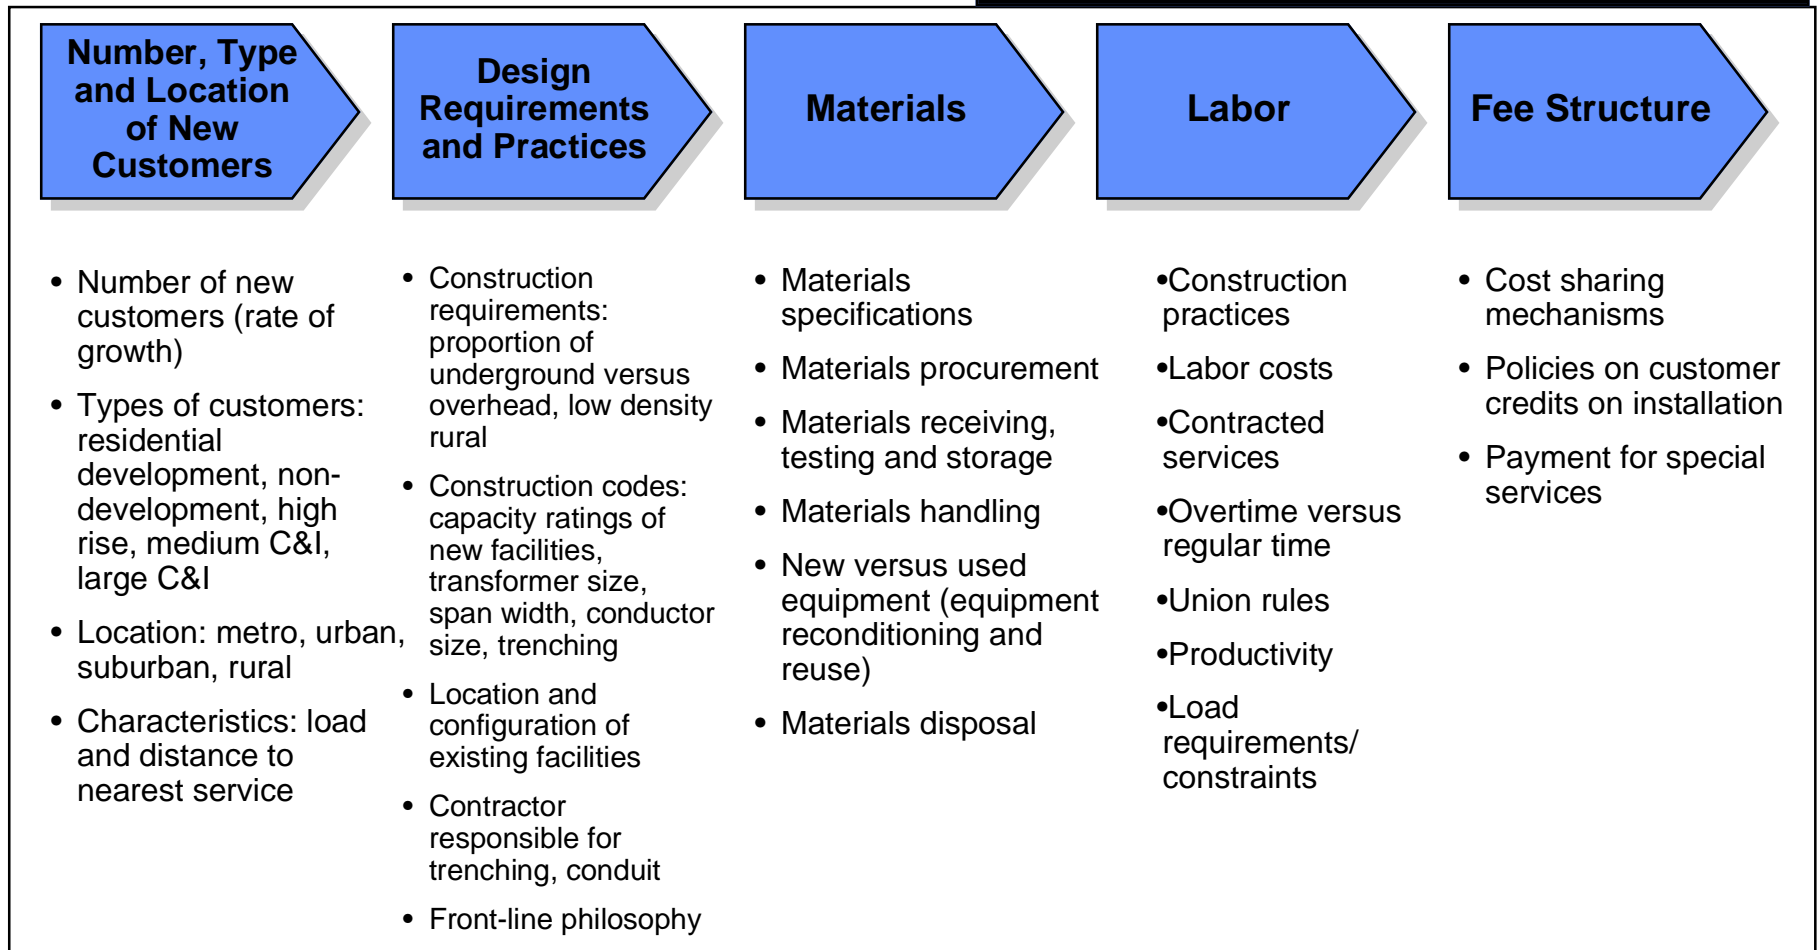 Number, Type
and Location
of New
Customers
Design
Requirements
and Practices
Materials
Labor
Fee Structure
• Number of new
customers (rate of
growth)
• Types of customers:
residential
development, non-
development, high
rise, medium C&I,
large C&I
• Location: metro, urban,
suburban, rural
• Characteristics: load
and distance to
nearest service
• Construction
requirements:
proportion of
underground versus
overhead, low density
rural
• Construction codes:
capacity ratings of
new facilities,
transformer size,
span width, conductor
size, trenching
• Location and
configuration of
existing facilities
• Contractor
responsible for
trenching, conduit
• Front-line philosophy
• Materials
specifications
• Materials procurement
• Materials receiving,
testing and storage
• Materials handling
• New versus used
equipment (equipment
reconditioning and
reuse)
• Materials disposal
•Construction
practices
•Labor costs
•Contracted
services
•Overtime versus
regular time
•Union rules
•Productivity
•Load
requirements/
constraints
• Cost sharing
mechanisms
• Policies on customer
credits on installation
• Payment for special
services